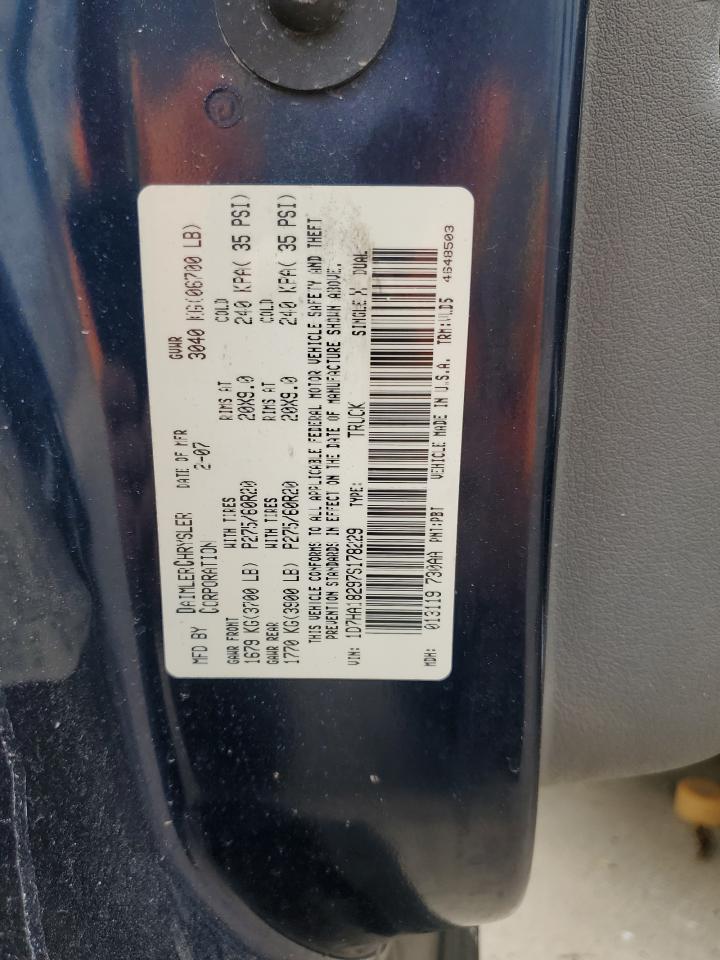 MFD BY DAIMLERCHRYSLER CORPORATION DATE OF MFR 2-07 GVWR 3040 KG(06700 LB)
GAWR FRONT WITH TIRES RIMS AT COLD
1679 KG(3700 LB) P275/60R20 20X9.0 240 KPA( 35 PSI)
GAWR REAR WITH TIRES RIMS AT COLD
1770 KG(3900 LB) P275/60R20 20X9.0 240 KPA( 35 PSI)
THIS VEHICLE CONFORMS TO ALL APPLICABLE FEDERAL MOTOR VEHICLE SAFETY AND THEFT
PREVENTION STANDARDS IN EFFECT ON THE DATE OF MANUFACTURE SHOWN ABOVE.
VIN: 1D7HA18297S178229 TYPE: TRUCK SINGLE X DUAL
MDH: 013119 730AA PNT:PBT VEHICLE MADE IN U.S.A. TRM:VLD5 4648503